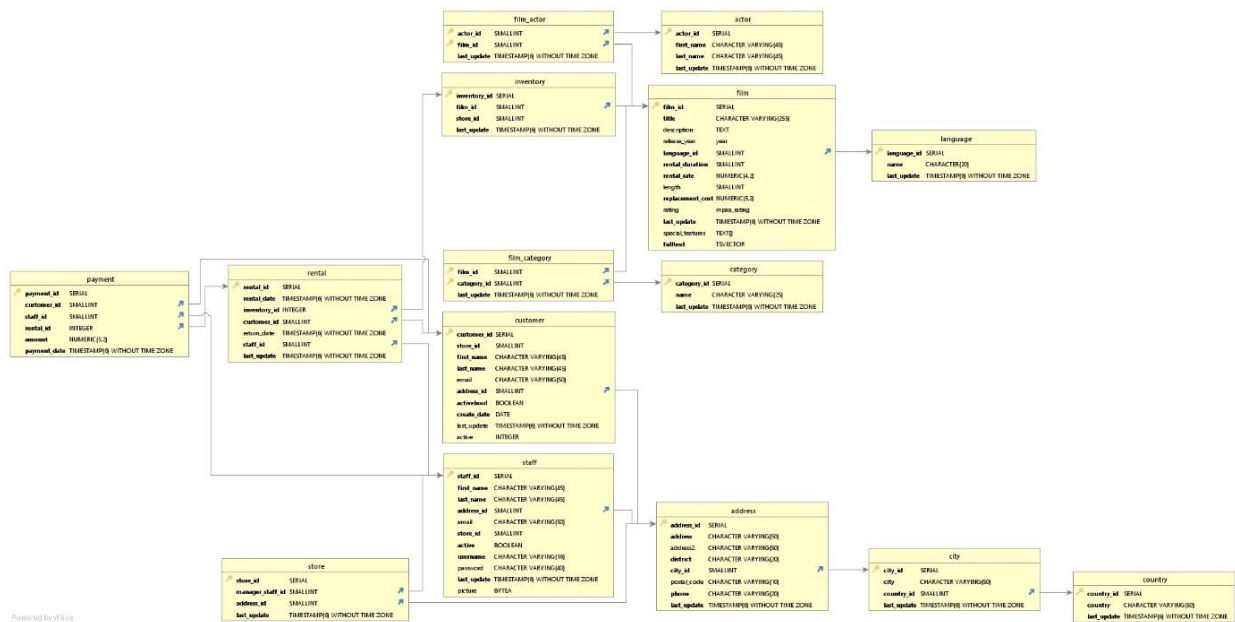 film_actor
actor_id SMALLINT
film_id SMALLINT
last_update TIMESTAMP(6) WITHOUT TIME ZONE
actor
actor_id SERIAL
first_name CHARACTER VARYING(45)
last_name CHARACTER VARYING(45)
last_update TIMESTAMP(6) WITHOUT TIME ZONE
inventory
inventory_id SERIAL
film_id SMALLINT
store_id SMALLINT
last_update TIMESTAMP(6) WITHOUT TIME ZONE
film
film_id SERIAL
title CHARACTER VARYING(255)
description TEXT
release_year year
language_id SMALLINT
rental_duration SMALLINT
rental_rate NUMERIC(4,2)
length SMALLINT
replacement_cost NUMERIC(5,2)
rating mpaa_rating
last_update TIMESTAMP(6) WITHOUT TIME ZONE
special_features TEXT[]
fulltext TSVECTOR
language
language_id SERIAL
name CHARACTER(20)
last_update TIMESTAMP(6) WITHOUT TIME ZONE
film_category
film_id SMALLINT
category_id SMALLINT
last_update TIMESTAMP(6) WITHOUT TIME ZONE
category
category_id SERIAL
name CHARACTER VARYING(25)
last_update TIMESTAMP(6) WITHOUT TIME ZONE
payment
payment_id SERIAL
customer_id SMALLINT
staff_id SMALLINT
rental_id INTEGER
amount NUMERIC(5,2)
payment_date TIMESTAMP(6) WITHOUT TIME ZONE
rental
rental_id SERIAL
rental_date TIMESTAMP(6) WITHOUT TIME ZONE
inventory_id INTEGER
customer_id SMALLINT
return_date TIMESTAMP(6) WITHOUT TIME ZONE
staff_id SMALLINT
last_update TIMESTAMP(6) WITHOUT TIME ZONE
customer
customer_id SERIAL
store_id SMALLINT
first_name CHARACTER VARYING(45)
last_name CHARACTER VARYING(45)
email CHARACTER VARYING(50)
address_id SMALLINT
activebool BOOLEAN
create_date DATE
last_update TIMESTAMP(6) WITHOUT TIME ZONE
active INTEGER
staff
staff_id SERIAL
first_name CHARACTER VARYING(45)
last_name CHARACTER VARYING(45)
address_id SMALLINT
email CHARACTER VARYING(50)
store_id SMALLINT
active BOOLEAN
username CHARACTER VARYING(16)
password CHARACTER VARYING(40)
last_update TIMESTAMP(6) WITHOUT TIME ZONE
picture BYTEA
store
store_id SERIAL
manager_staff_id SMALLINT
address_id SMALLINT
last_update TIMESTAMP(6) WITHOUT TIME ZONE
address
address_id SERIAL
address CHARACTER VARYING(50)
address2 CHARACTER VARYING(50)
district CHARACTER VARYING(20)
city_id SMALLINT
postal_code CHARACTER VARYING(10)
phone CHARACTER VARYING(20)
last_update TIMESTAMP(6) WITHOUT TIME ZONE
city
city_id SERIAL
city CHARACTER VARYING(50)
country_id SMALLINT
last_update TIMESTAMP(6) WITHOUT TIME ZONE
country
country_id SERIAL
country CHARACTER VARYING(50)
last_update TIMESTAMP(6) WITHOUT TIME ZONE
Powered by yFiles